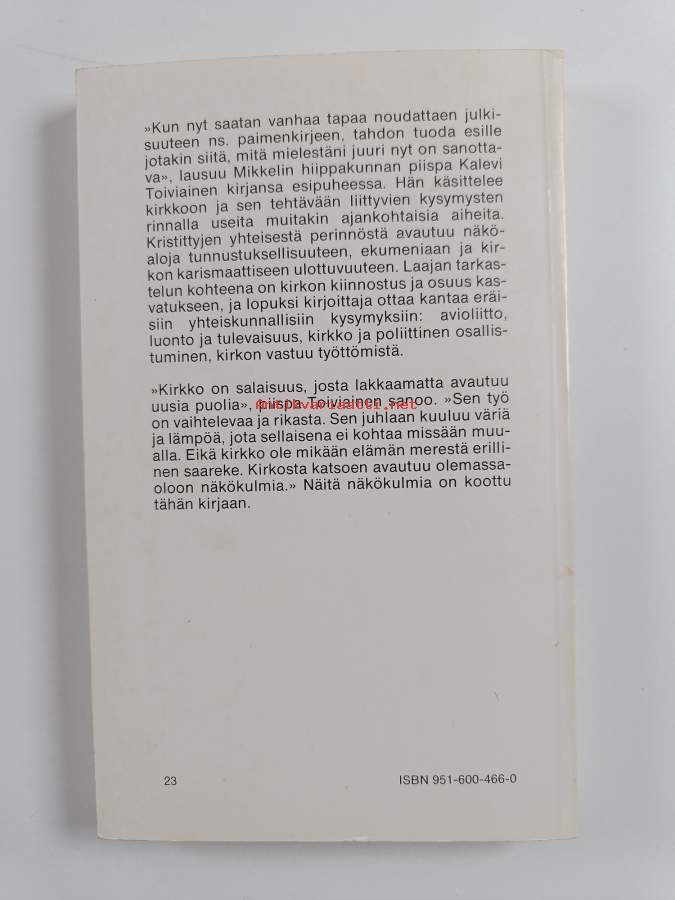 »Kun nyt saatan vanhaa tapaa noudattaen julki-
suuteen ns. paimenkirjeen, tahdon tuoda esille
jotakin siitä, mitä mielestäni juuri nyt on sanotta-
va», lausuu Mikkelin hiippakunnan piispa Kalevi
Toiviainen kirjansa esipuheessa. Hän käsittelee
kirkkoon ja sen tehtävään liittyvien kysymysten
rinnalla useita muitakin ajankohtaisia aiheita.
Kristittyjen yhteisestä perinnöstä avautuu näkö-
aloja tunnustuksellisuuteen, ekumeniaan ja kir-
kon karismaattiseen ulottuvuuteen. Laajan tarkas-
telun kohteena on kirkon kiinnostus ja osuus kas-
vatukseen, ja lopuksi kirjoittaja ottaa kantaa eräi-
siin yhteiskunnallisiin kysymyksiin: avioliitto,
luonto ja tulevaisuus, kirkko ja poliittinen osallis-
tuminen, kirkon vastuu työttömistä.
»Kirkko on salaisuus, josta lakkaamatta avautuu
uusia puolia», piispa Toiviainen sanoo. »Sen työ
antikvariaatti.net
on vaihtelevaa ja rikasta. Sen juhlaan kuuluu väriä
ja lämpöä, jota sellaisena ei kohtaa missään muu-
alla. Eikä kirkko ole mikään elämän merestä erilli-
nen saareke. Kirkosta katsoen avautuu olemassa-
oloon näkökulmia.» Näitä näkökulmia on koottu
tähän kirjaan.
23
ISBN 951-600-466-0